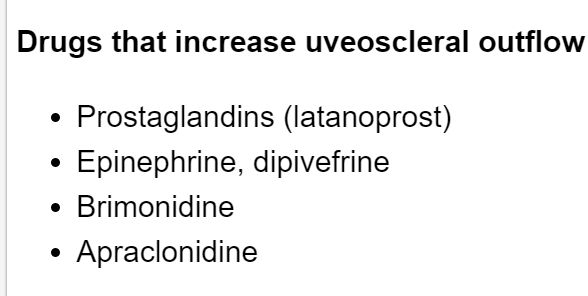 Drugs that increase uveoscleral outflow
• Prostaglandins (latanoprost)
• Epinephrine, dipivefrine
• Brimonidine
• Apraclonidine